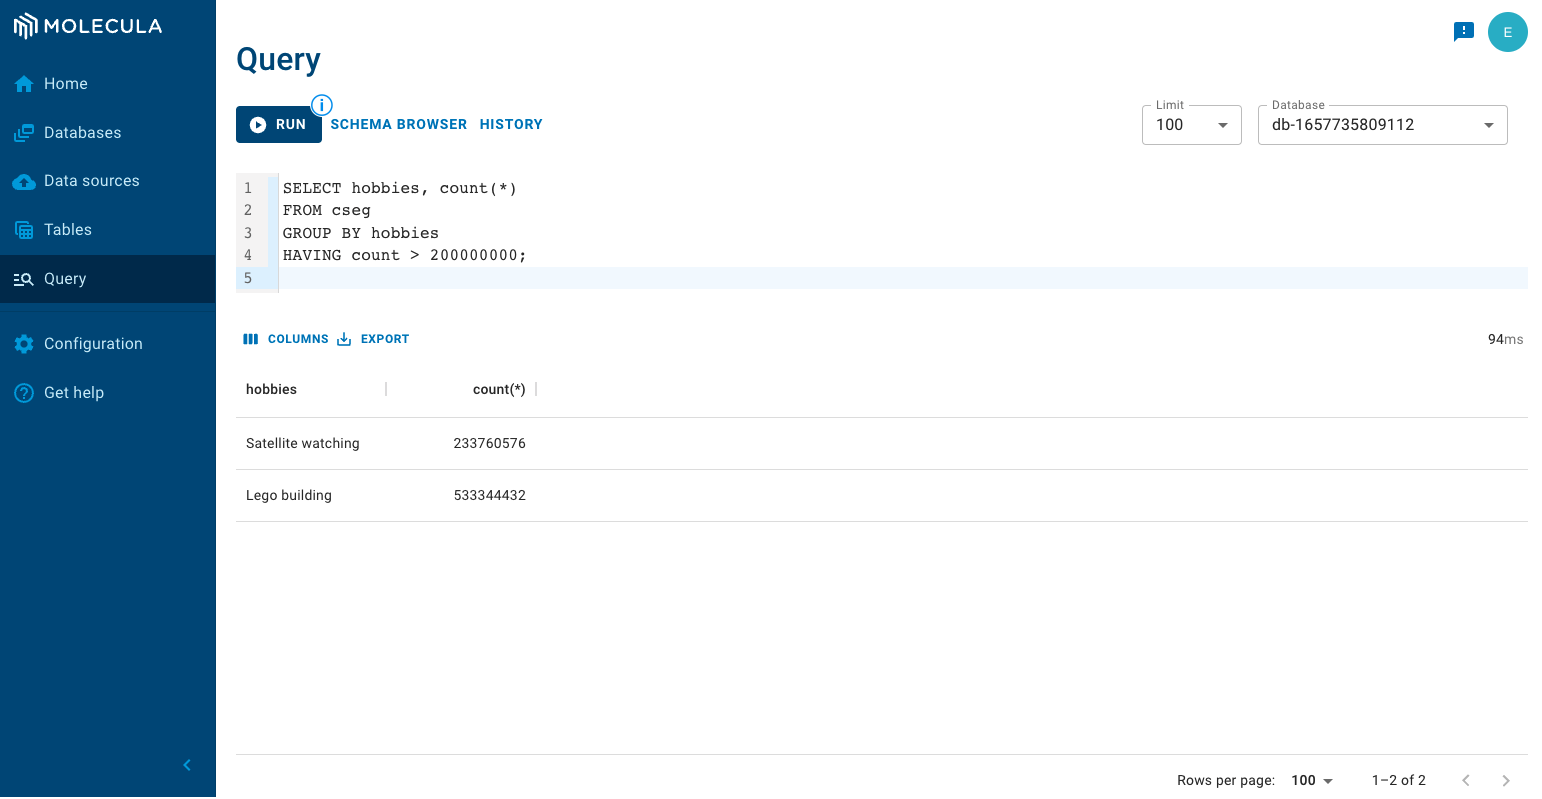 MOLECULA
Home
Databases
Data sources
Tables
Query
Configuration
Get help
E
Query
RUN
SCHEMA BROWSER
HISTORY
Limit
100
Database
db-1657735809112
1 SELECT hobbies, count(*)
2 FROM cseg
3 GROUP BY hobbies
4 HAVING count > 200000000;
5
COLUMNS
EXPORT
94ms
hobbies count(*)
Satellite watching 233760576
Lego building 533344432
Rows per page: 100 1–2 of 2